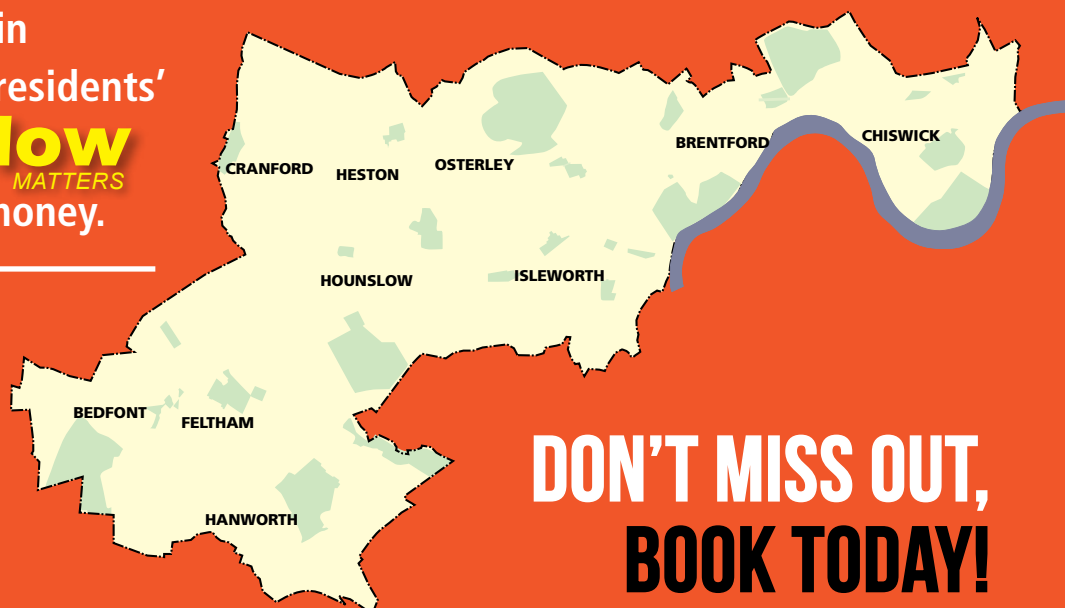 in
residents'
low
MATTERS
money.
BRENTFORD
CHISWICK
CRANFORD
HESTON
OSTERLEY
HOUNSLOW
ISLEWORTH
BEDFONT
FELTHAM
HANWORTH
DON'T MISS OUT,
BOOK TODAY!